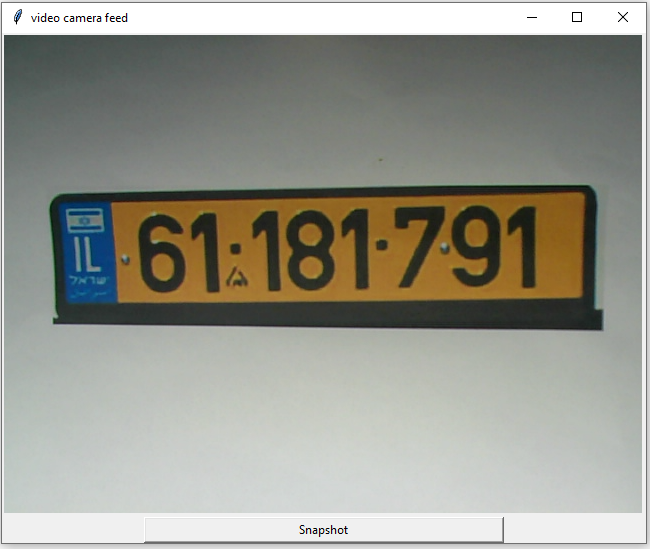 video camera feed
IL
ישראל
61·181·791
Snapshot